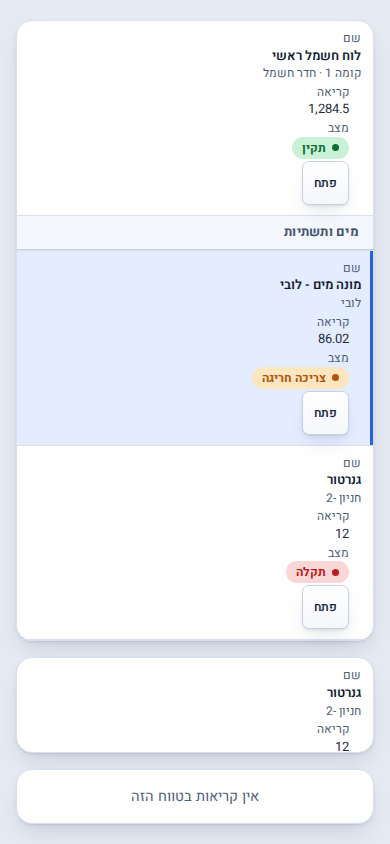 שם
לוח חשמל ראשי
קומה 1 · חדר חשמל
קריאה
1,284.5
מצב
תקין
פתח
מים ותשתיות
שם
מונה מים - לובי
לובי
קריאה
86.02
מצב
צריכה חריגה
פתח
שם
גנרטור
חניון -2
קריאה
12
מצב
תקלה
פתח
שם
גנרטור
חניון -2
קריאה
12
אין קריאות בטווח הזה